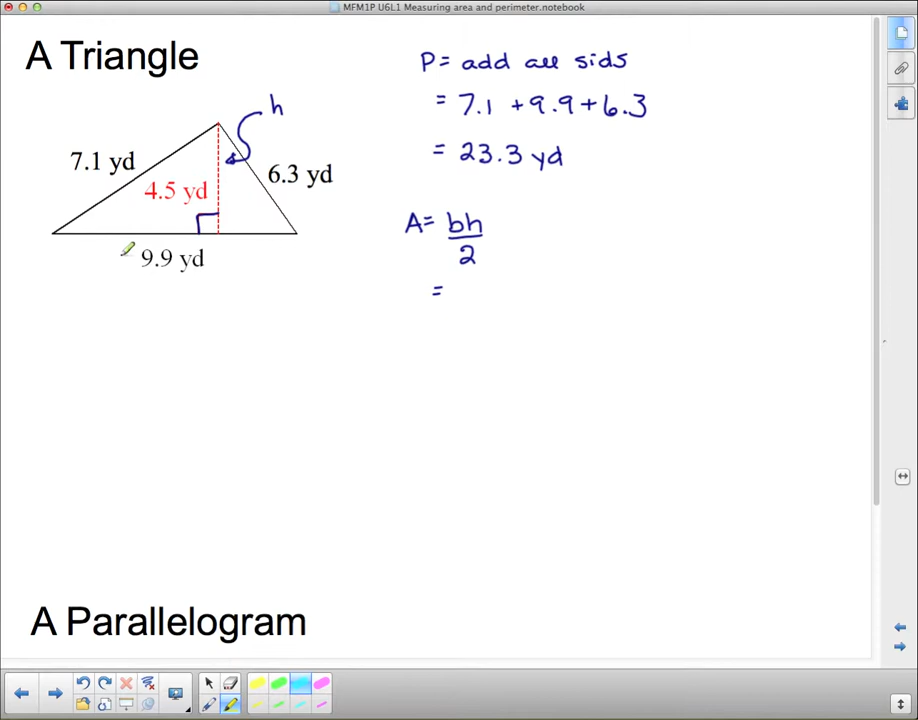 MFM1P U6L1 Measuring area and perimeter.notebook
A Triangle
h
7.1 yd
4.5 yd
6.3 yd
9.9 yd
P= add all sids
= 7.1 +9.9+6.3
= 23.3 yd
A= bh
2
=
A Parallelogram